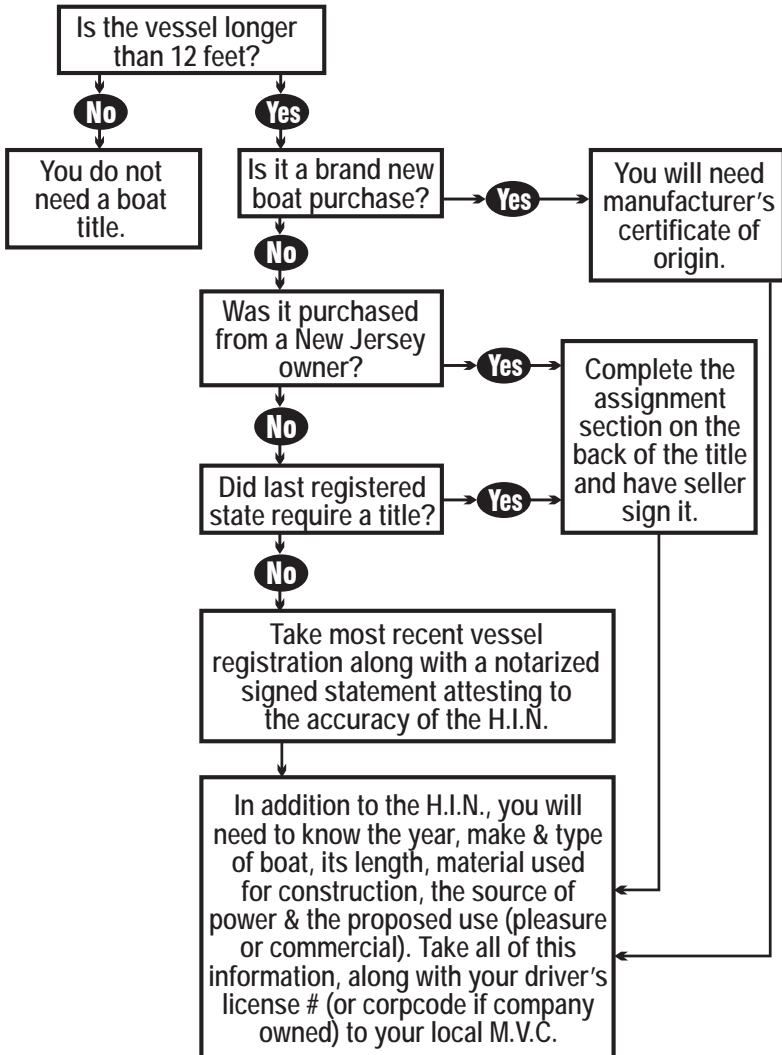 Is the vessel longer
than 12 feet?
No
Yes
You do not
need a boat
title.
Is it a brand new
boat purchase?
Yes
You will need
manufacturer's
certificate of
origin.
No
Was it purchased
from a New Jersey
owner?
Yes
Complete the
assignment
section on the
back of the title
and have seller
sign it.
No
Did last registered
state require a title?
Yes
No
Take most recent vessel
registration along with a notarized
signed statement attesting to
the accuracy of the H.I.N.
In addition to the H.I.N., you will
need to know the year, make & type
of boat, its length, material used
for construction, the source of
power & the proposed use (pleasure
or commercial). Take all of this
information, along with your driver's
license # (or corpcode if company
owned) to your local M.V.C.